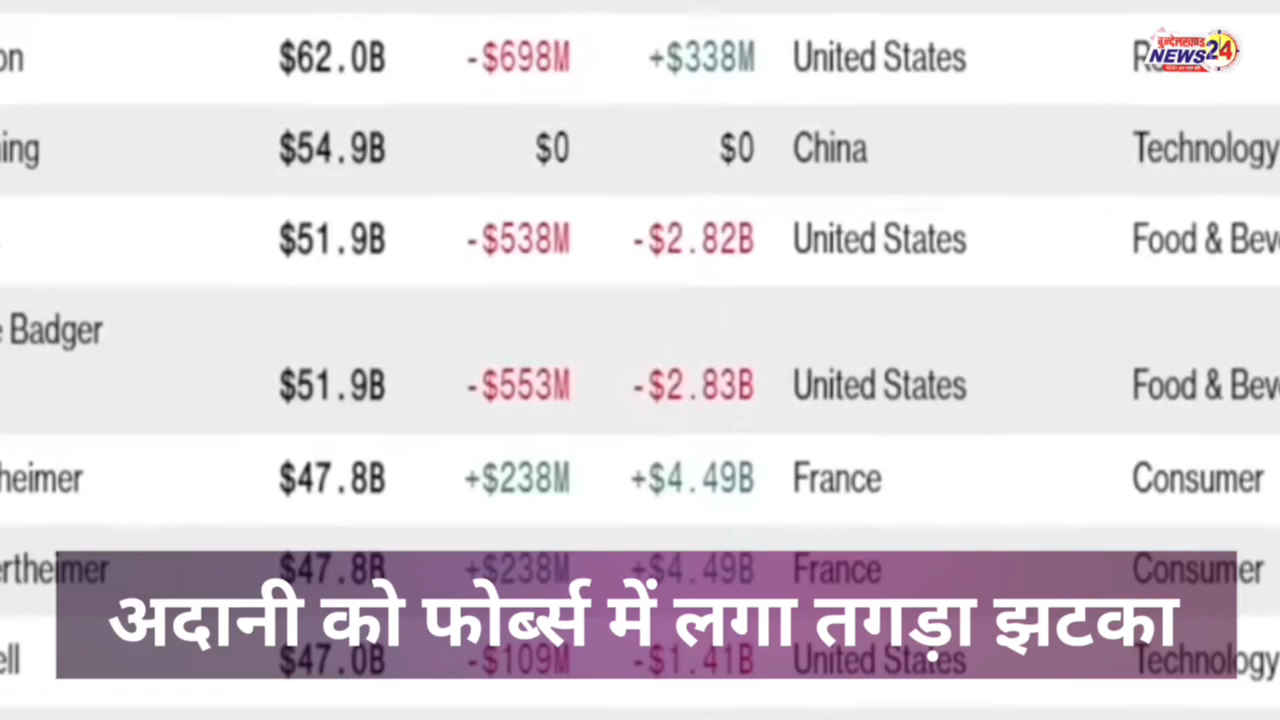 on $62.0B -$698M +$338M United States
बुन्देलखण्ड
NEWS24
ing $54.9B $0 $0 China Technology
$51.9B -$538M -$2.82B United States Food & Bev
e Badger
$51.9B -$553M -$2.83B United States Food & Bev
heimer $47.8B +$238M +$4.49B France Consumer
ertheimer $47.8B +$238M +$4.49B France Consumer
अदानी को फोर्ब्स में लगा तगड़ा झटका
ell $47.0B -$109M -$1.41B United States Technology